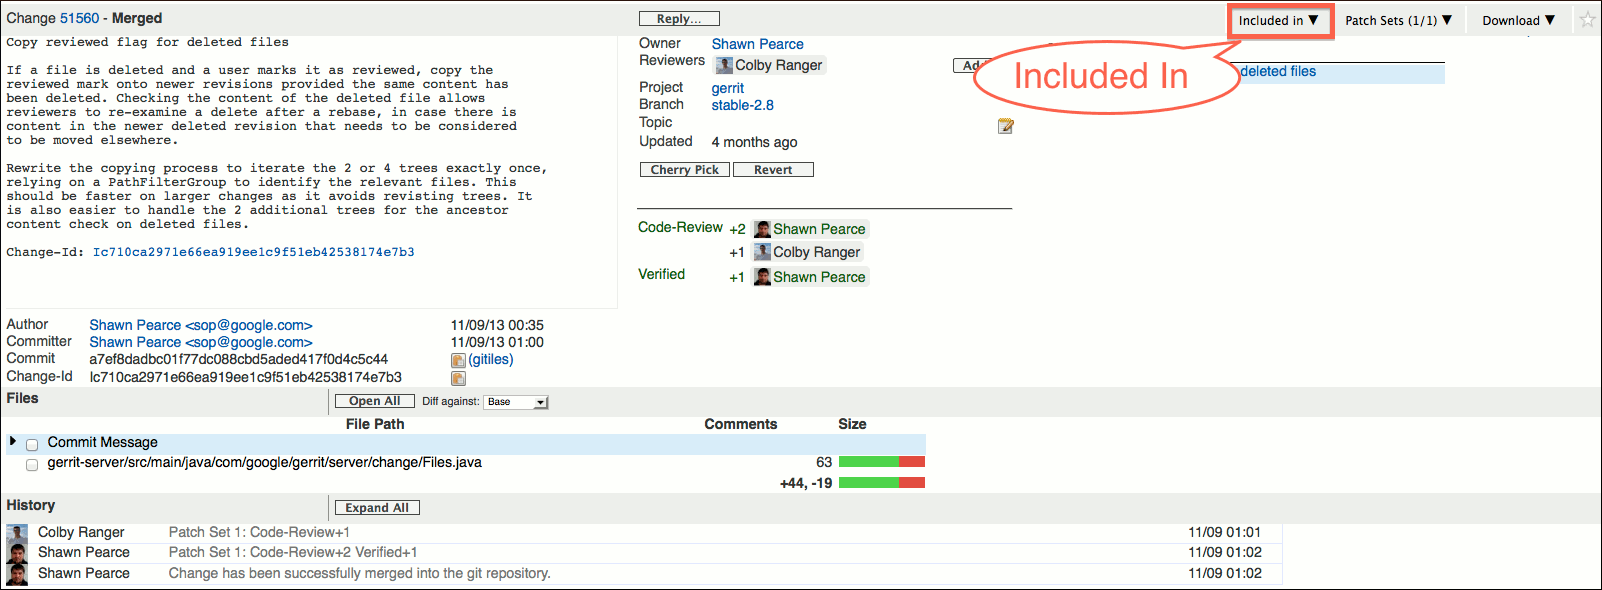 Change 51560 - Merged
Reply...
Included in ▼
Patch Sets (1/1) ▼
Download ▼
Copy reviewed flag for deleted files
If a file is deleted and a user marks it as reviewed, copy the
reviewed mark onto newer revisions provided the same content has
been deleted. Checking the content of the deleted file allows
reviewers to re-examine a delete after a rebase, in case there is
content in the newer deleted revision that needs to be considered
to be moved elsewhere.
Rewrite the copying process to iterate the 2 or 4 trees exactly once,
relying on a PathFilterGroup to identify the relevant files. This
should be faster on larger changes as it avoids revisting trees. It
is also easier to handle the 2 additional trees for the ancestor
content check on deleted files.
Change-Id: Ic710ca2971e66ea919ee1c9f51eb42538174e7b3
Owner Shawn Pearce
Reviewers Colby Ranger
Project gerrit
Branch stable-2.8
Topic
Updated 4 months ago
Cherry Pick Revert
Included In
deleted files
Code-Review +2 Shawn Pearce
+1 Colby Ranger
Verified +1 Shawn Pearce
Author Shawn Pearce <sop@google.com> 11/09/13 00:35
Committer Shawn Pearce <sop@google.com> 11/09/13 01:00
Commit a7ef8dadbc01f77dc088cbd5aded417f0d4c5c44 (gitiles)
Change-Id Ic710ca2971e66ea919ee1c9f51eb42538174e7b3
Files Open All Diff against: Base
File Path Comments Size
Commit Message
gerrit-server/src/main/java/com/google/gerrit/server/change/Files.java 63
+44, -19
History Expand All
Colby Ranger Patch Set 1: Code-Review+1 11/09 01:01
Shawn Pearce Patch Set 1: Code-Review+2 Verified+1 11/09 01:02
Shawn Pearce Change has been successfully merged into the git repository. 11/09 01:02